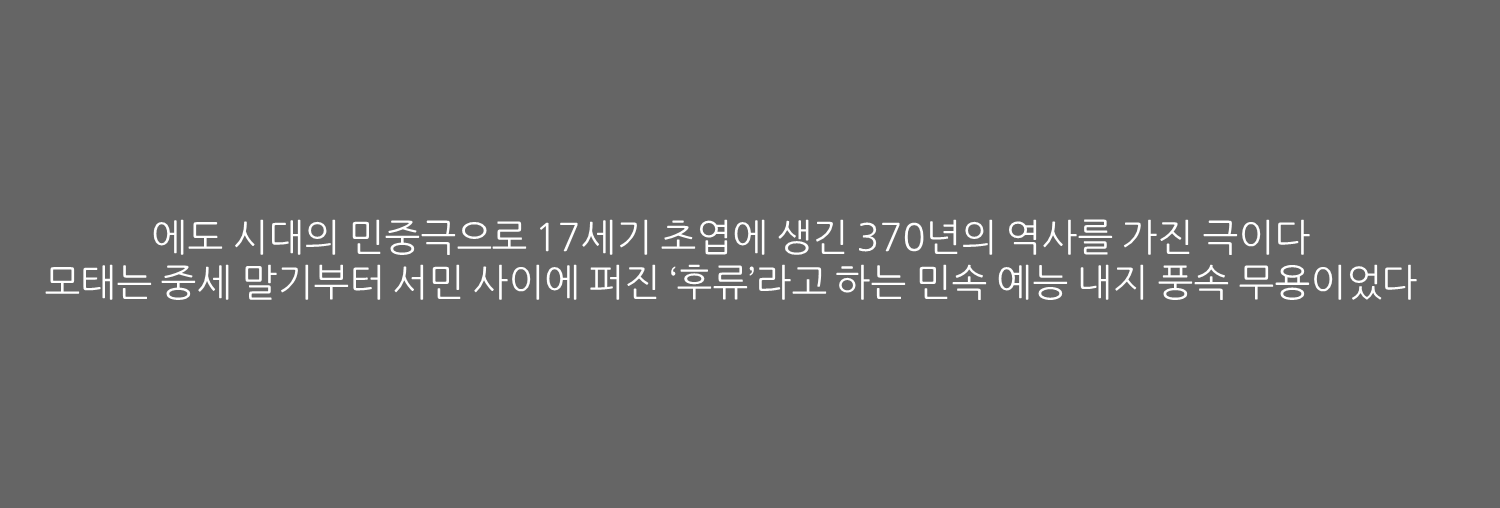 에도 시대의 민중극으로 17세기 초엽에 생긴 370년의 역사를 가진 극이다
모태는 중세 말기부터 서민 사이에 퍼진 ‘후류’라고 하는 민속 예능 내지 풍속 무용이었다